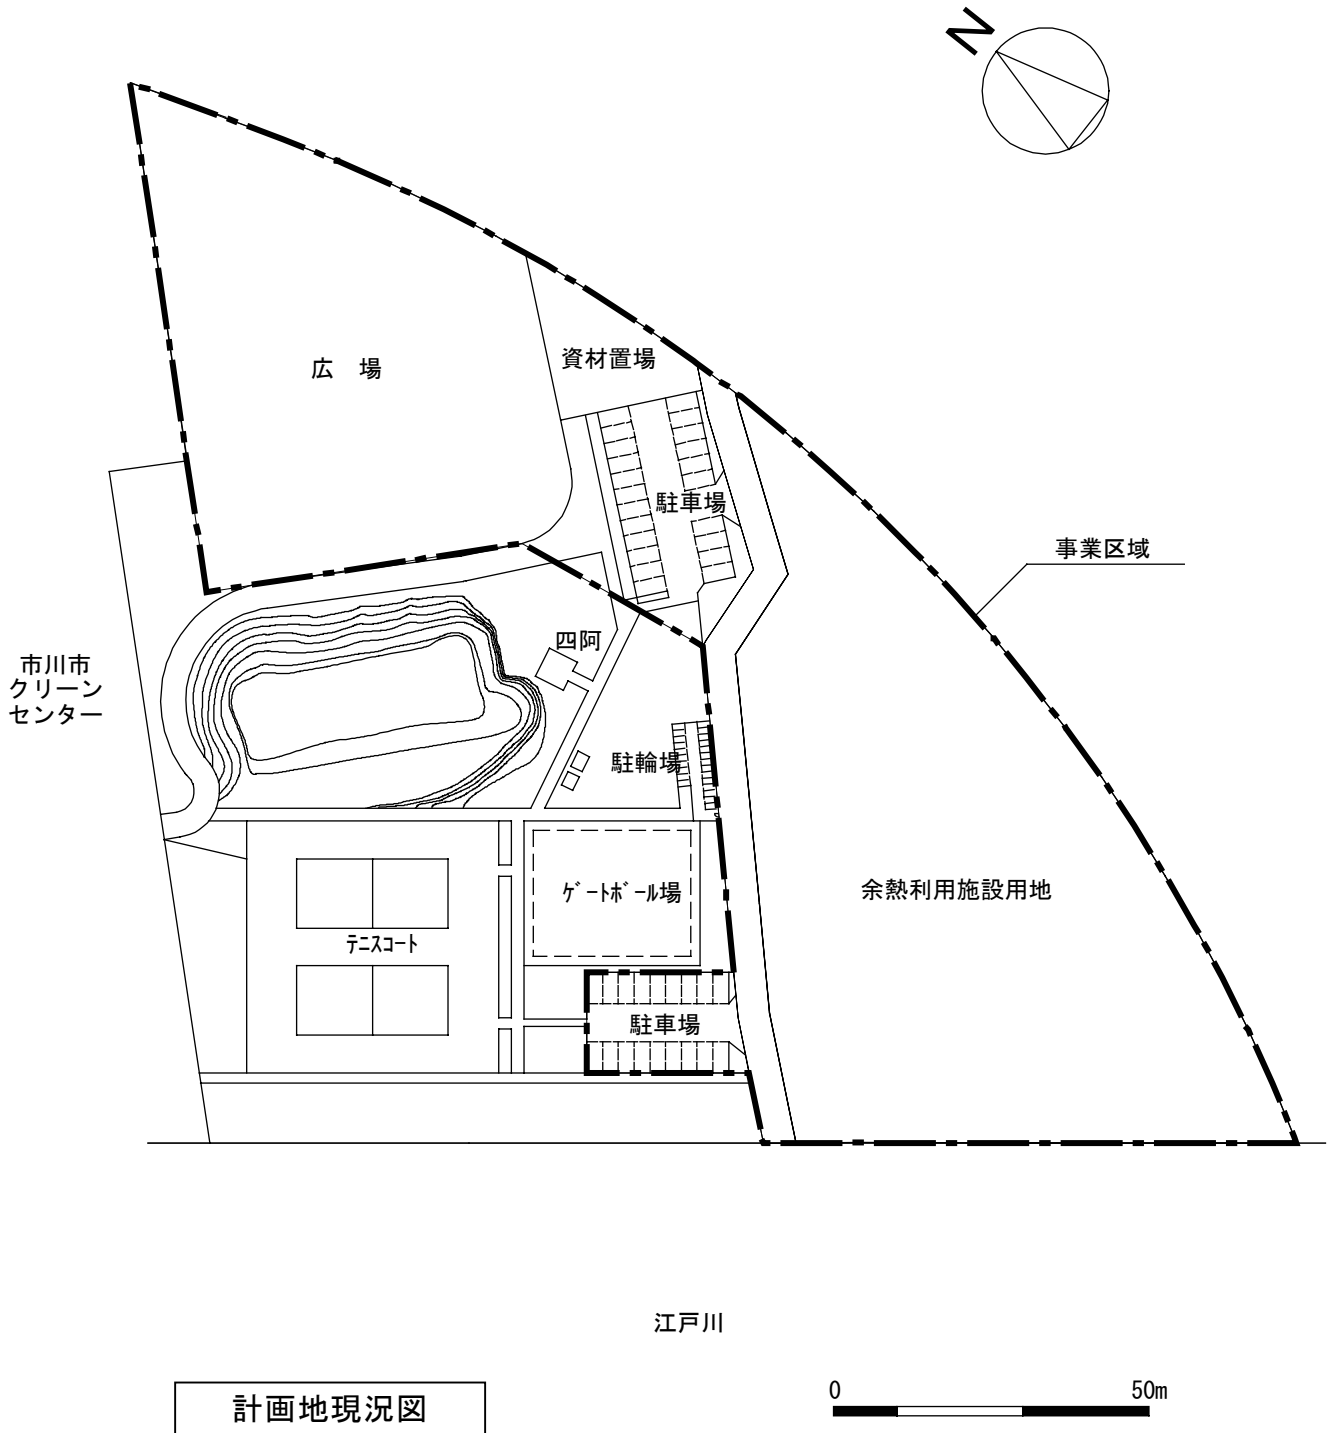 N
広　場
資材置場
駐車場
事業区域
四阿
市川市
クリーン
センター
駐輪場
余熱利用施設用地
ｹﾞｰﾄﾎﾞｰﾙ場
ﾃﾆｽｺｰﾄ
駐車場
江戸川
計画地現況図
0 50m